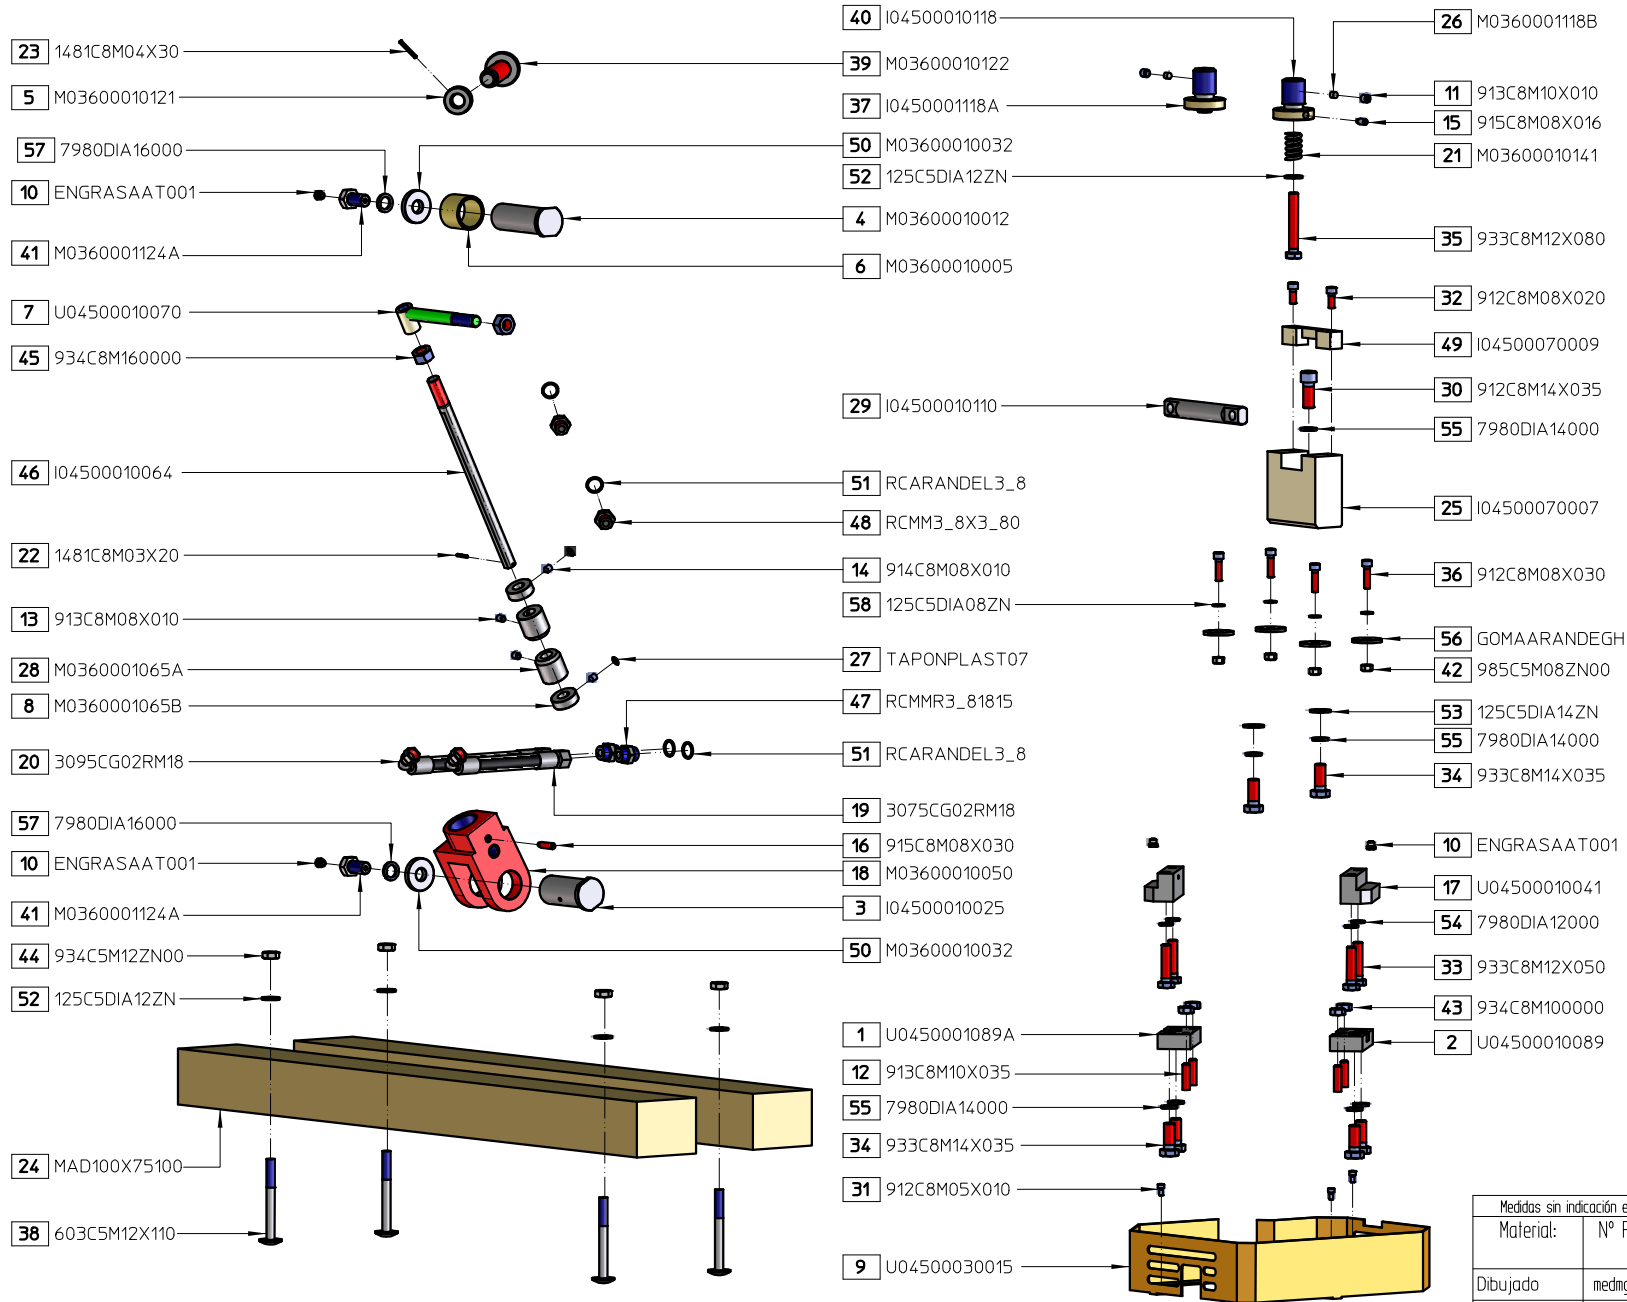 23 1481C8M04X30
5 M03600010121
57 7980DIA16000
10 ENGRASAAT001
41 M0360001124A
7 U04500010070
45 934C8M160000
46 I04500010064
22 1481C8M03X20
13 913C8M08X010
28 M0360001065A
8 M0360001065B
20 3095CG02RM18
57 7980DIA16000
10 ENGRASAAT001
41 M0360001124A
44 934C5M12ZN00
52 125C5DIA12ZN
24 MAD100X75100
38 603C5M12X110
40 I04500010118
39 M03600010122
37 I0450001118A
50 M03600010032
52 125C5DIA12ZN
4 M03600010012
6 M03600010005
29 I04500010110
51 RCARANDEL3_8
48 RCMM3_8X3_80
14 914C8M08X010
58 125C5DIA08ZN
27 TAPONPLAST07
47 RCMMR3_81815
51 RCARANDEL3_8
19 3075CG02RM18
16 915C8M08X030
18 M03600010050
3 I04500010025
50 M03600010032
1 U0450001089A
12 913C8M10X035
55 7980DIA14000
34 933C8M14X035
31 912C8M05X010
9 U04500030015
26 M0360001118B
11 913C8M10X010
15 915C8M08X016
21 M03600010141
35 933C8M12X080
32 912C8M08X020
49 I04500070009
30 912C8M14X035
55 7980DIA14000
25 I04500070007
36 912C8M08X030
56 GOMAARANDEGH
42 985C5M08ZN00
53 125C5DIA14ZN
55 7980DIA14000
34 933C8M14X035
10 ENGRASAAT001
17 U04500010041
54 7980DIA12000
33 933C8M12X050
43 934C8M100000
2 U04500010089
Medidas sin indicación
Material: Nº
Dibujado